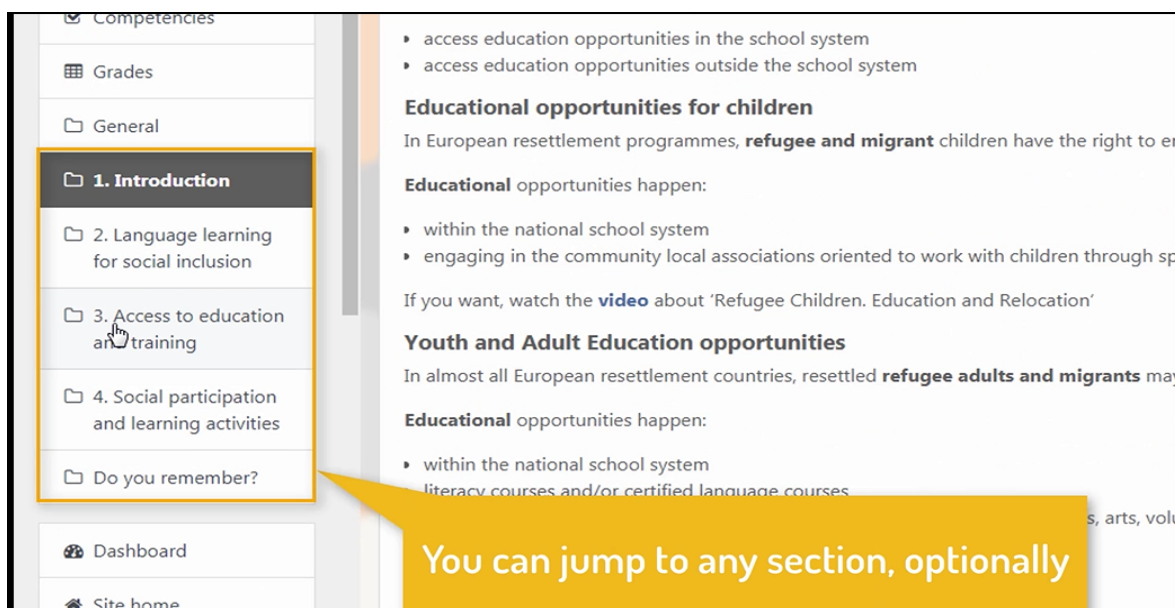 Competencies
Grades
General
1. Introduction
2. Language learning
for social inclusion
3. Access to education
and training
4. Social participation
and learning activities
Do you remember?
Dashboard
Site home
access education opportunities in the school system
access education opportunities outside the school system
Educational opportunities for children
In European resettlement programmes, refugee and migrant children have the right to
Educational opportunities happen:
within the national school system
engaging in the community local associations oriented to work with children through
If you want, watch the video about ‘Refugee Children. Education and Relocation’
Youth and Adult Education opportunities
In almost all European resettlement countries, resettled refugee adults and migrants may
Educational opportunities happen:
within the national school system
literacy courses and/or certified language courses
arts,
You can jump to any section, optionally